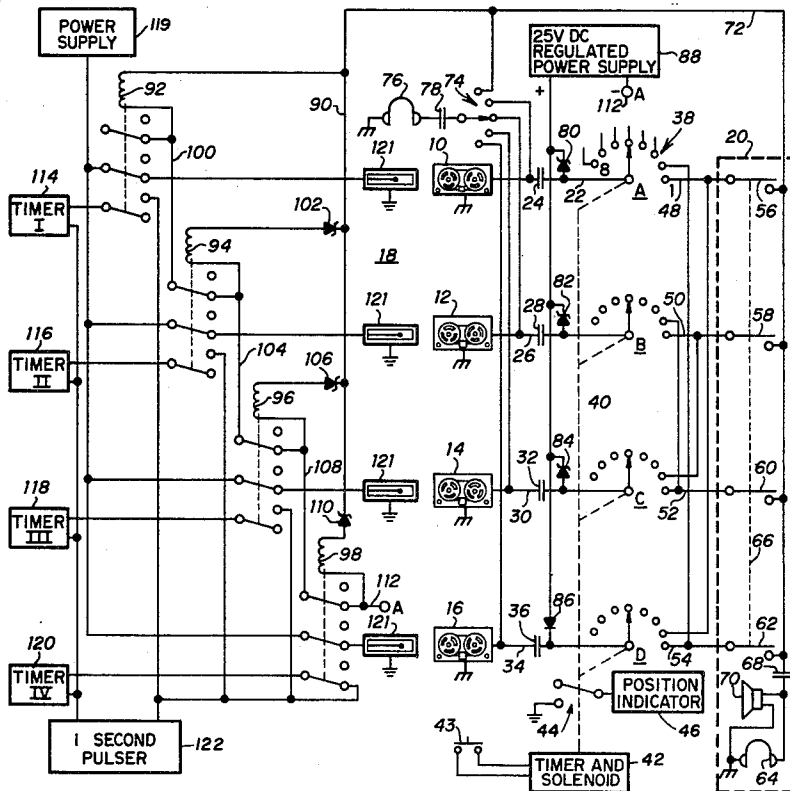 POWER
SUPPLY
119
72
25V DC
REGULATED
POWER SUPPLY
88
92
90
76
78
74
+
−
A
112
38
20
100
121
10
80
8
114
TIMER
I
24
22
A
1
48
56
102
94
18
12
82
121
28
26
B
50
58
116
TIMER
II
104
106
40
96
14
84
108
121
32
30
C
52
60
118
TIMER
III
110
66
98
86
112
A
121
16
36
34
D
54
62
120
TIMER
IV
68
POSITION
INDICATOR
70
44
46
43
1 SECOND
PULSER
122
TIMER AND
SOLENOID
42
64